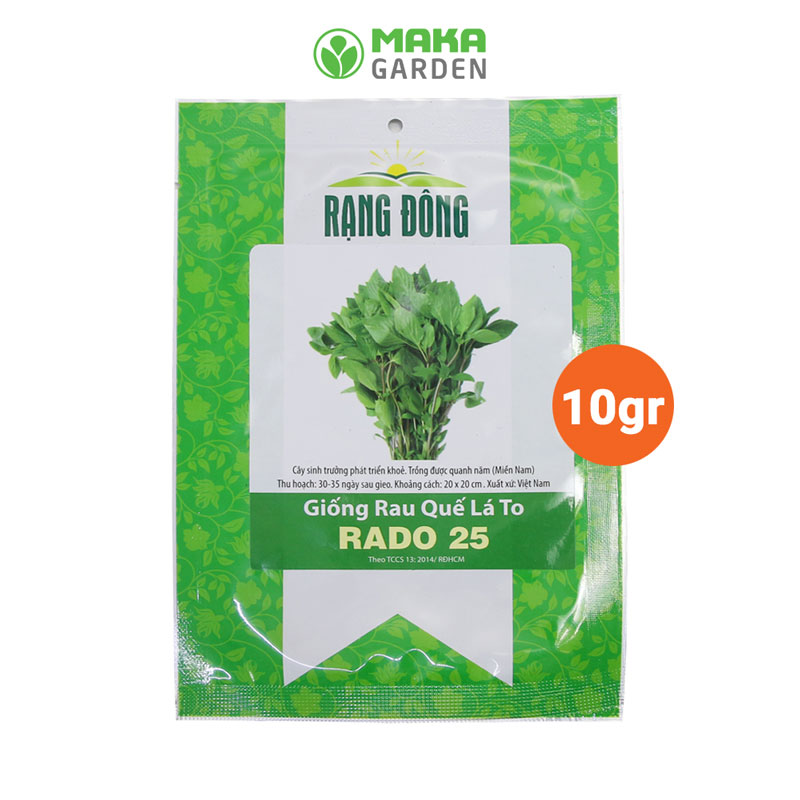 MAKA
GARDEN
RẠNG ĐÔNG
10gr
Cây sinh trưởng phát triển khoẻ. Trồng được quanh năm (Miền Nam)
Thu hoạch: 30-35 ngày sau gieo. Khoảng cách: 20 x 20 cm . Xuất xứ: Việt Nam
Giống Rau Quế Lá To
RADO 25
Theo TCCS 13: 2014/ RĐHCM